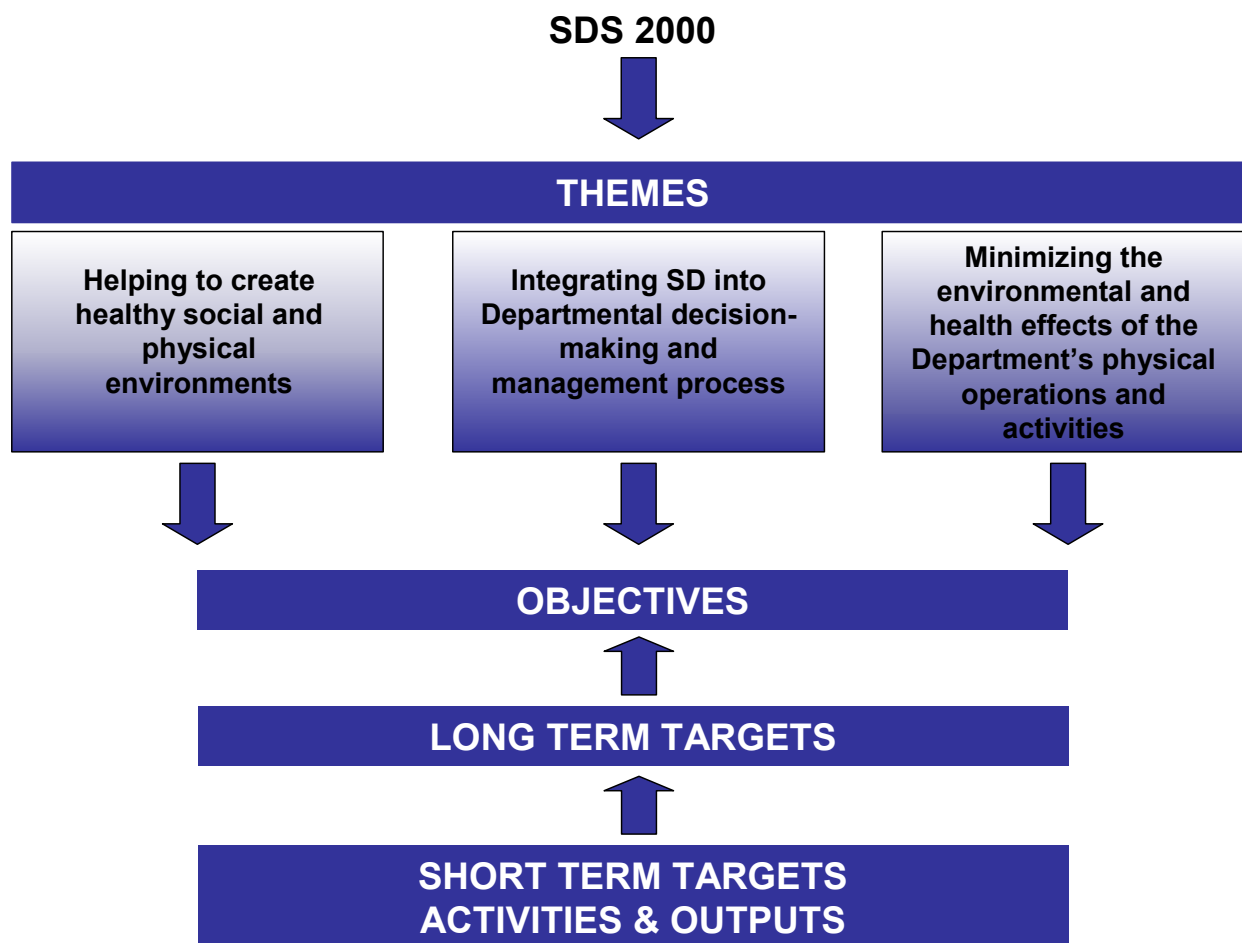 SDS 2000
THEMES
Helping to create
healthy social and
physical
environments
Integrating SD into
Departmental decision-
making and
management process
Minimizing the
environmental and
health effects of the
Department’s physical
operations and
activities
OBJECTIVES
LONG TERM TARGETS
SHORT TERM TARGETS
ACTIVITIES & OUTPUTS